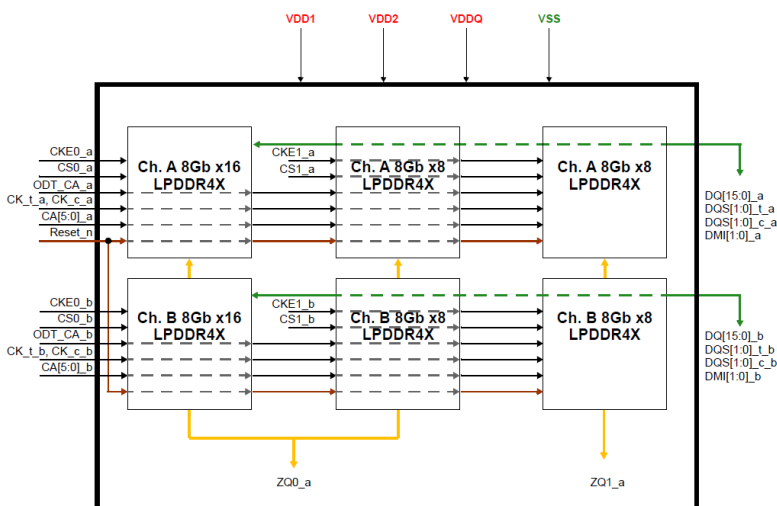 VDD1 VDD2 VDDQ VSS
CKE0_a
CS0_a
ODT_CA_a
CK_t_a, CK_c_a
CA[5:0]_a
Reset_n
Ch. A 8Gb x16
LPDDR4X
CKE1_a
CS1_a
Ch. A 8Gb x8
LPDDR4X
Ch. A 8Gb x8
LPDDR4X
DQ[15:0]_a
DQS[1:0]_t_a
DQS[1:0]_c_a
DMI[1:0]_a
CKE0_b
CS0_b
ODT_CA_b
CK_t_b, CK_c_b
CA[5:0]_b
Ch. B 8Gb x16
LPDDR4X
CKE1_b
CS1_b
Ch. B 8Gb x8
LPDDR4X
Ch. B 8Gb x8
LPDDR4X
DQ[15:0]_b
DQS[1:0]_t_b
DQS[1:0]_c_b
DMI[1:0]_b
ZQ0_a
ZQ1_a